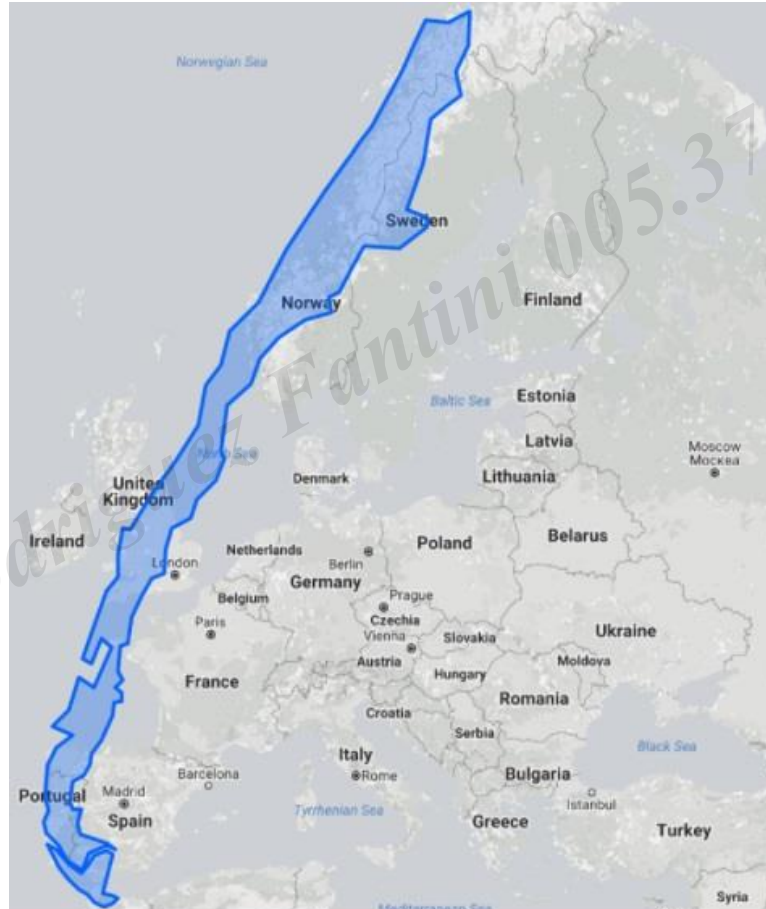 Norwegian Sea
Sweden
Norway
Finland
Estonia
Baltic Sea
Latvia
North Sea
Moscow
Москва
Lithuania
Denmark
United
Kingdom
Ireland
Belarus
Poland
Netherlands
Berlin
London
Germany
Belgium
Prague
Paris
Czechia
Vienna
Slovakia
Ukraine
Austria
Moldova
Hungary
France
Romania
Croatia
Serbia
Black Sea
Italy
Rome
Barcelona
Bulgaria
Portugal
Madrid
Istanbul
Spain
Tyrrhenian Sea
Greece
Turkey
Syria
Mediterranean Sea
driguez Fantini 005.37